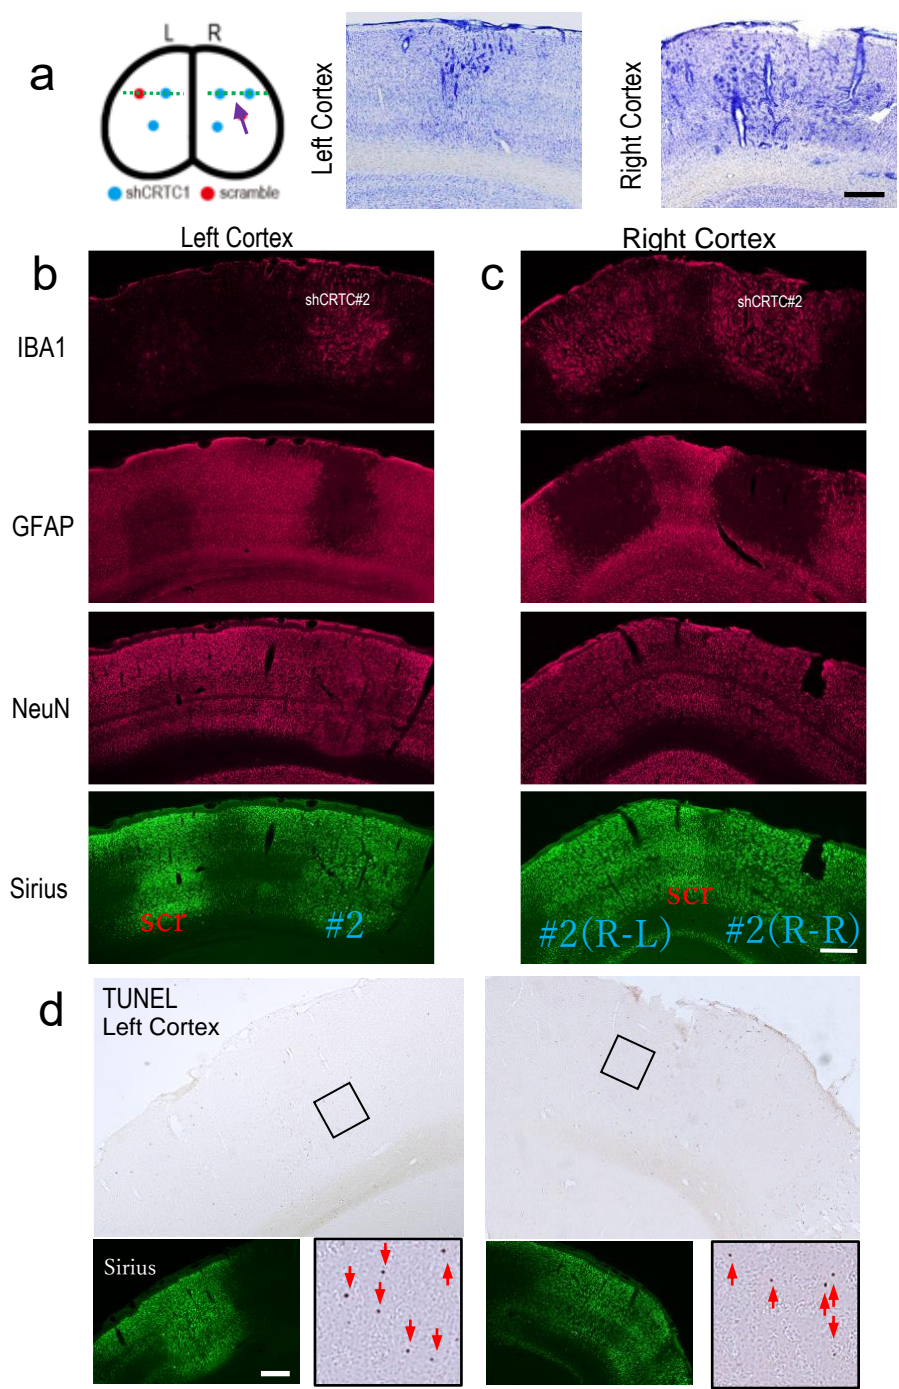 L R
a
shCRTC1 scramble
Left Cortex
Right Cortex
Left Cortex
Right Cortex
b
c
IBA1
shCRTC#2
shCRTC#2
GFAP
NeuN
Sirius
scr
#2
scr
#2(R-L)
#2(R-R)
d
TUNEL
Left Cortex
Sirius